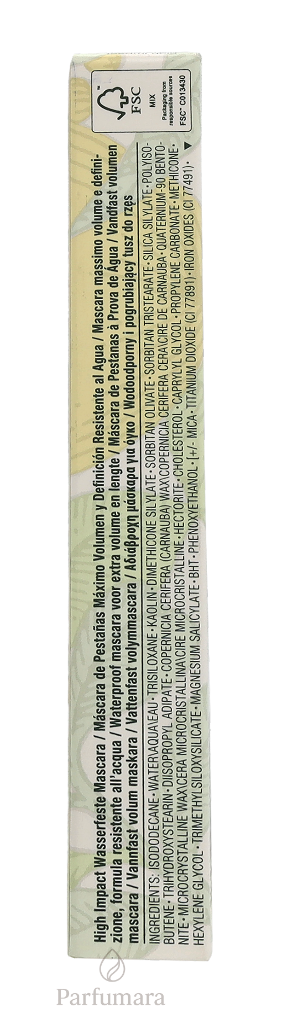 FSC
MIX
Packaging from
responsible sources
FSC™ C013430
High Impact Wasserfeste Mascara / Máscara de Pestañas Máximo Volumen y Definición Resistente al Agua / Mascara massimo volume e defini-
zione, formula resistente all'acqua / Waterproof mascara voor extra volume en lengte / Máscara de Pestanas à Prova de Água / Vandfast volumen
mascara / Vannfast volum maskara / Vattenfast volymmascara / Αδιάβροχη μάσκαρα για όγκο / Wodoodporny i pogrubiający tusz do rzęs
INGREDIENTS: ISODODECANE • WATER\AQUA\EAU • TRISILOXANE • KAOLIN • DIMETHICONE SILYLATE • SORBITAN OLIVATE • SORBITAN TRISTEARATE • SILICA SILYLATE • POLYISO-
BUTENE • TRIHYDROXYSTEARIN • DIISOPROPYL ADIPATE • COPERNICIA CERIFERA (CARNAUBA) WAX\COPERNICIA CERIFERA CERA\CIRE DE CARNAUBA • QUATERNIUM-90 BENTO-
NITE • MICROCRYSTALLINE WAX\CERA MICROCRISTALLINA\CIRE MICROCRISTALLINE • HECTORITE • CHOLESTEROL • CAPRYLYL GLYCOL • PROPYLENE CARBONATE • METHICONE •
HEXYLENE GLYCOL • TRIMETHYLSILOXYSILICATE • MAGNESIUM SALICYLATE • BHT • PHENOXYETHANOL • [+/- MICA • TITANIUM DIOXIDE (CI 77891) • IRON OXIDES (CI 77491) •
Parfumara